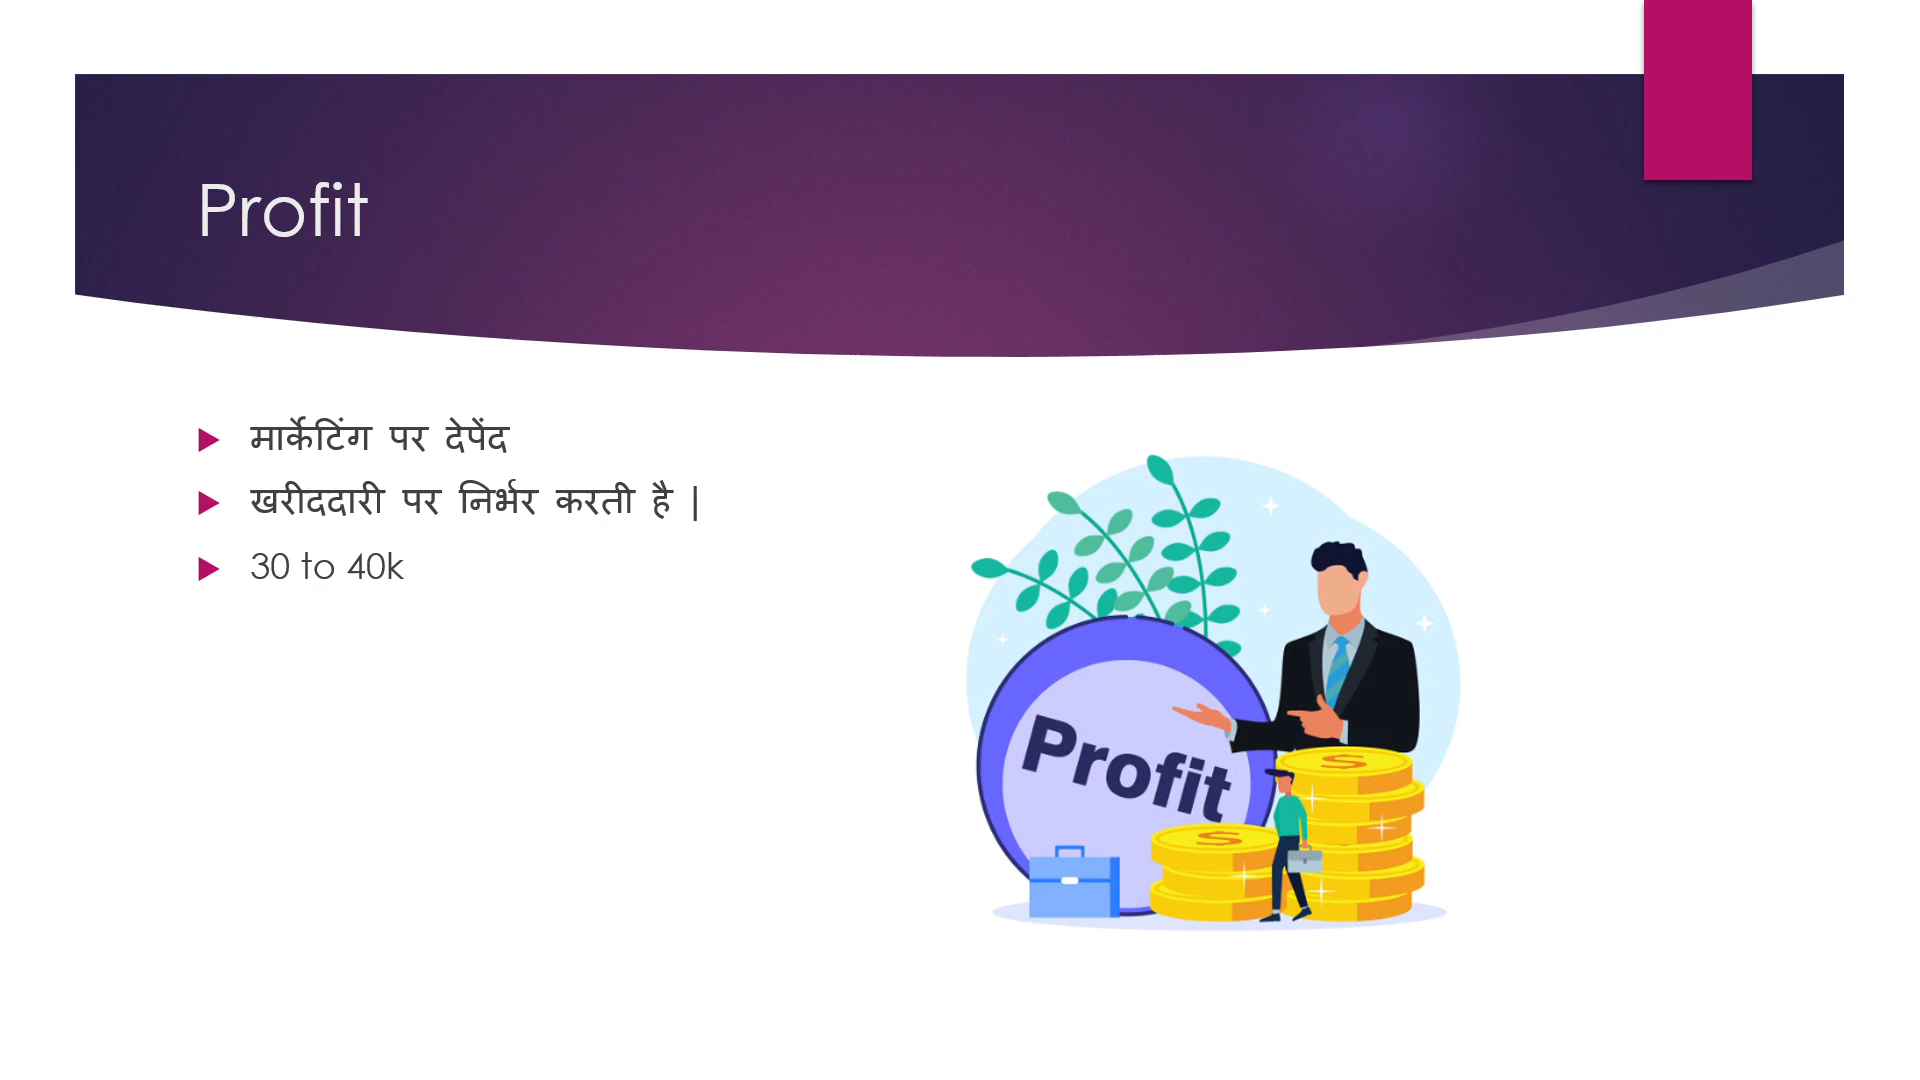 Profit
मार्केटिंग पर देपेंद
खरीददारी पर निर्भर करती है |
30 to 40k
Profit